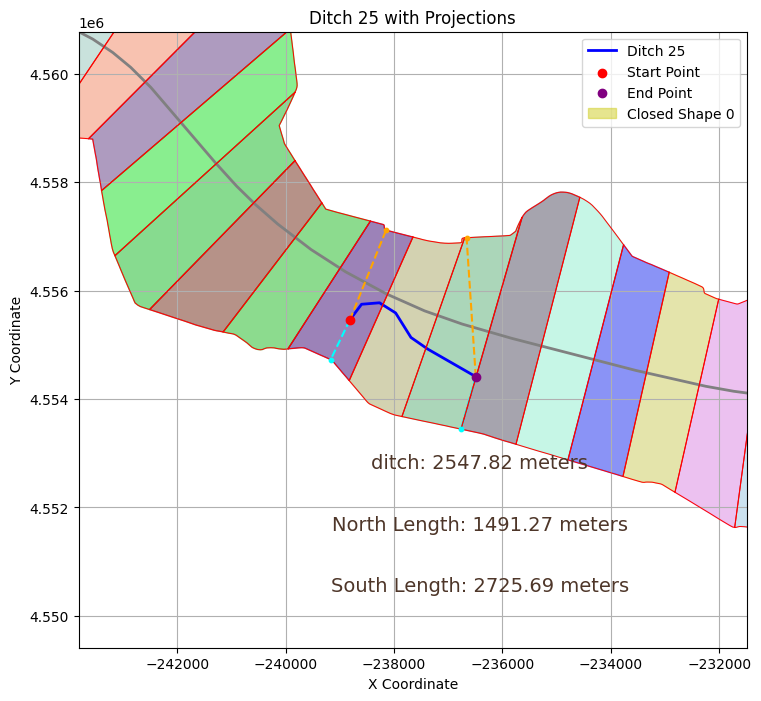 Ditch 25 with Projections
1e6
Ditch 25
Start Point
End Point
Closed Shape 0
4.560
4.558
4.556
4.554
4.552
4.550
Y Coordinate
ditch: 2547.82 meters
North Length: 1491.27 meters
South Length: 2725.69 meters
−242000 −240000 −238000 −236000 −234000 −232000
X Coordinate